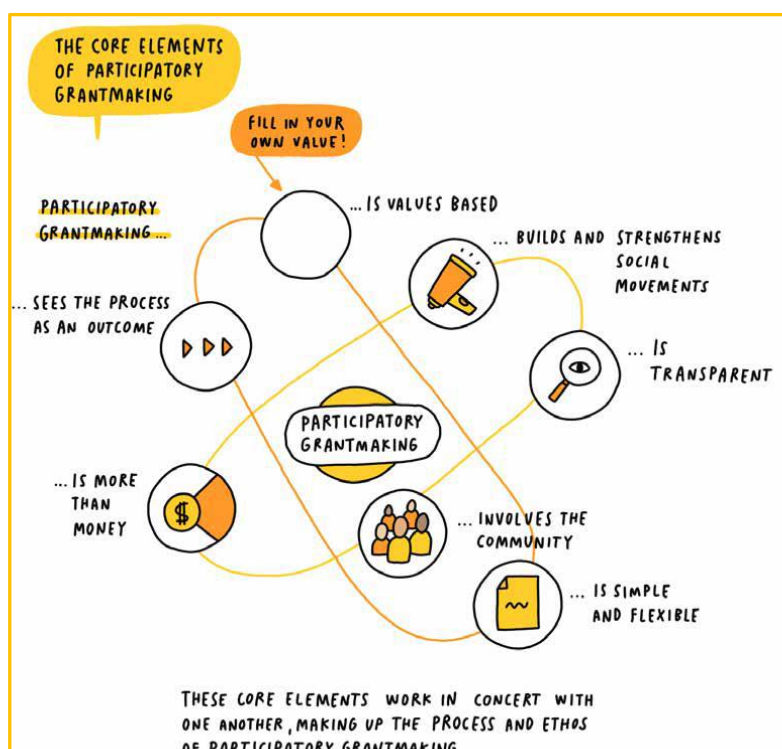 THE CORE ELEMENTS
OF PARTICIPATORY
GRANTMAKING
FILL IN YOUR
OWN VALUE!
PARTICIPATORY
GRANTMAKING...
... IS VALUES BASED
... BUILDS AND STRENGTHENS
SOCIAL
MOVEMENTS
... SEES THE PROCESS
AS AN OUTCOME
... IS
TRANSPARENT
PARTICIPATORY
GRANTMAKING
... IS MORE
THAN
MONEY
$
... INVOLVES THE
COMMUNITY
... IS SIMPLE
AND FLEXIBLE
THESE CORE ELEMENTS WORK IN CONCERT WITH
ONE ANOTHER, MAKING UP THE PROCESS AND ETHOS
OF PARTICIPATORY GRANTMAKING